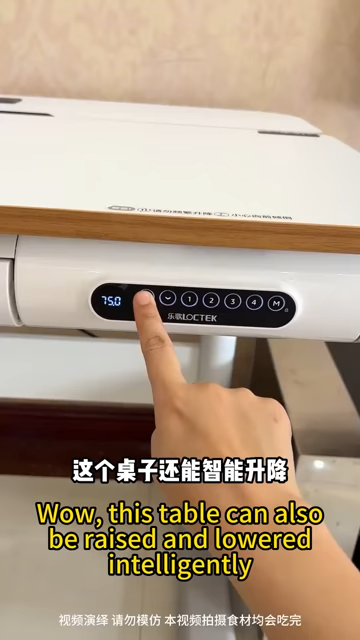 75.0
1 2 3 4 M
乐歌LOCTEK
这个桌子还能智能升降
Wow, this table can also
be raised and lowered
intelligently
视频演绎 请勿模仿 本视频拍摄食材均会吃完